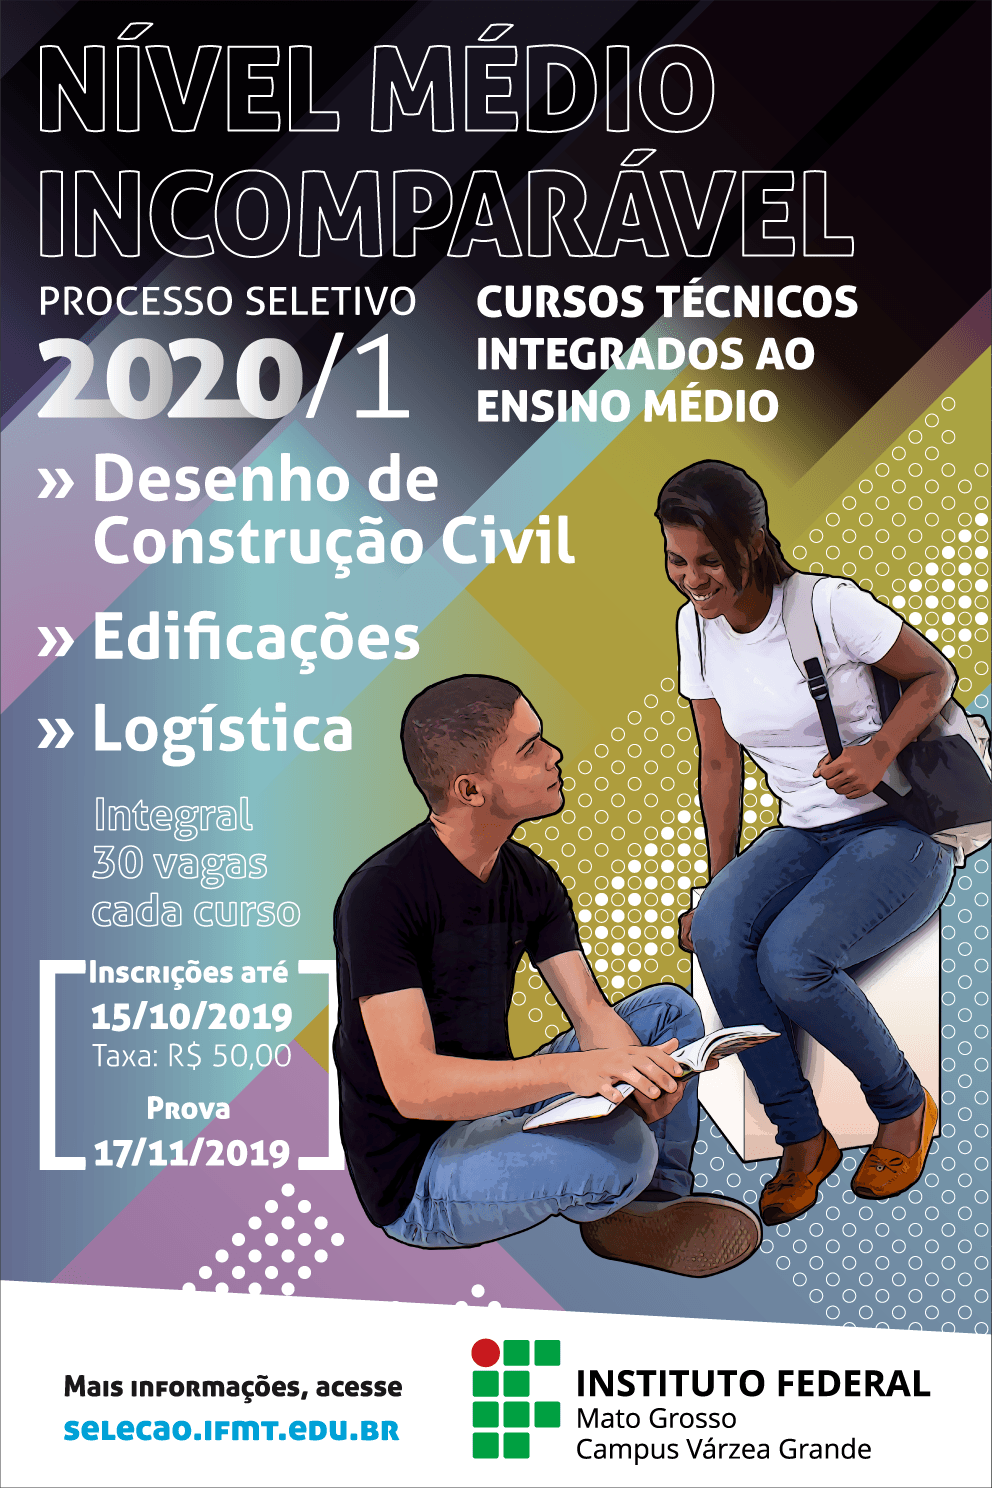 NÍVEL MÉDIO
INCOMPARÁVEL
PROCESSO SELETIVO
2020/1
CURSOS TÉCNICOS
INTEGRADOS AO
ENSINO MÉDIO
» Desenho de
Construção Civil
» Edificações
» Logística
Integral
30 vagas
cada curso
Inscrições até
15/10/2019
Taxa: R$ 50,00
Prova
17/11/2019
Mais informações, acesse
selecao.ifmt.edu.br
INSTITUTO FEDERAL
Mato Grosso
Campus Várzea Grande